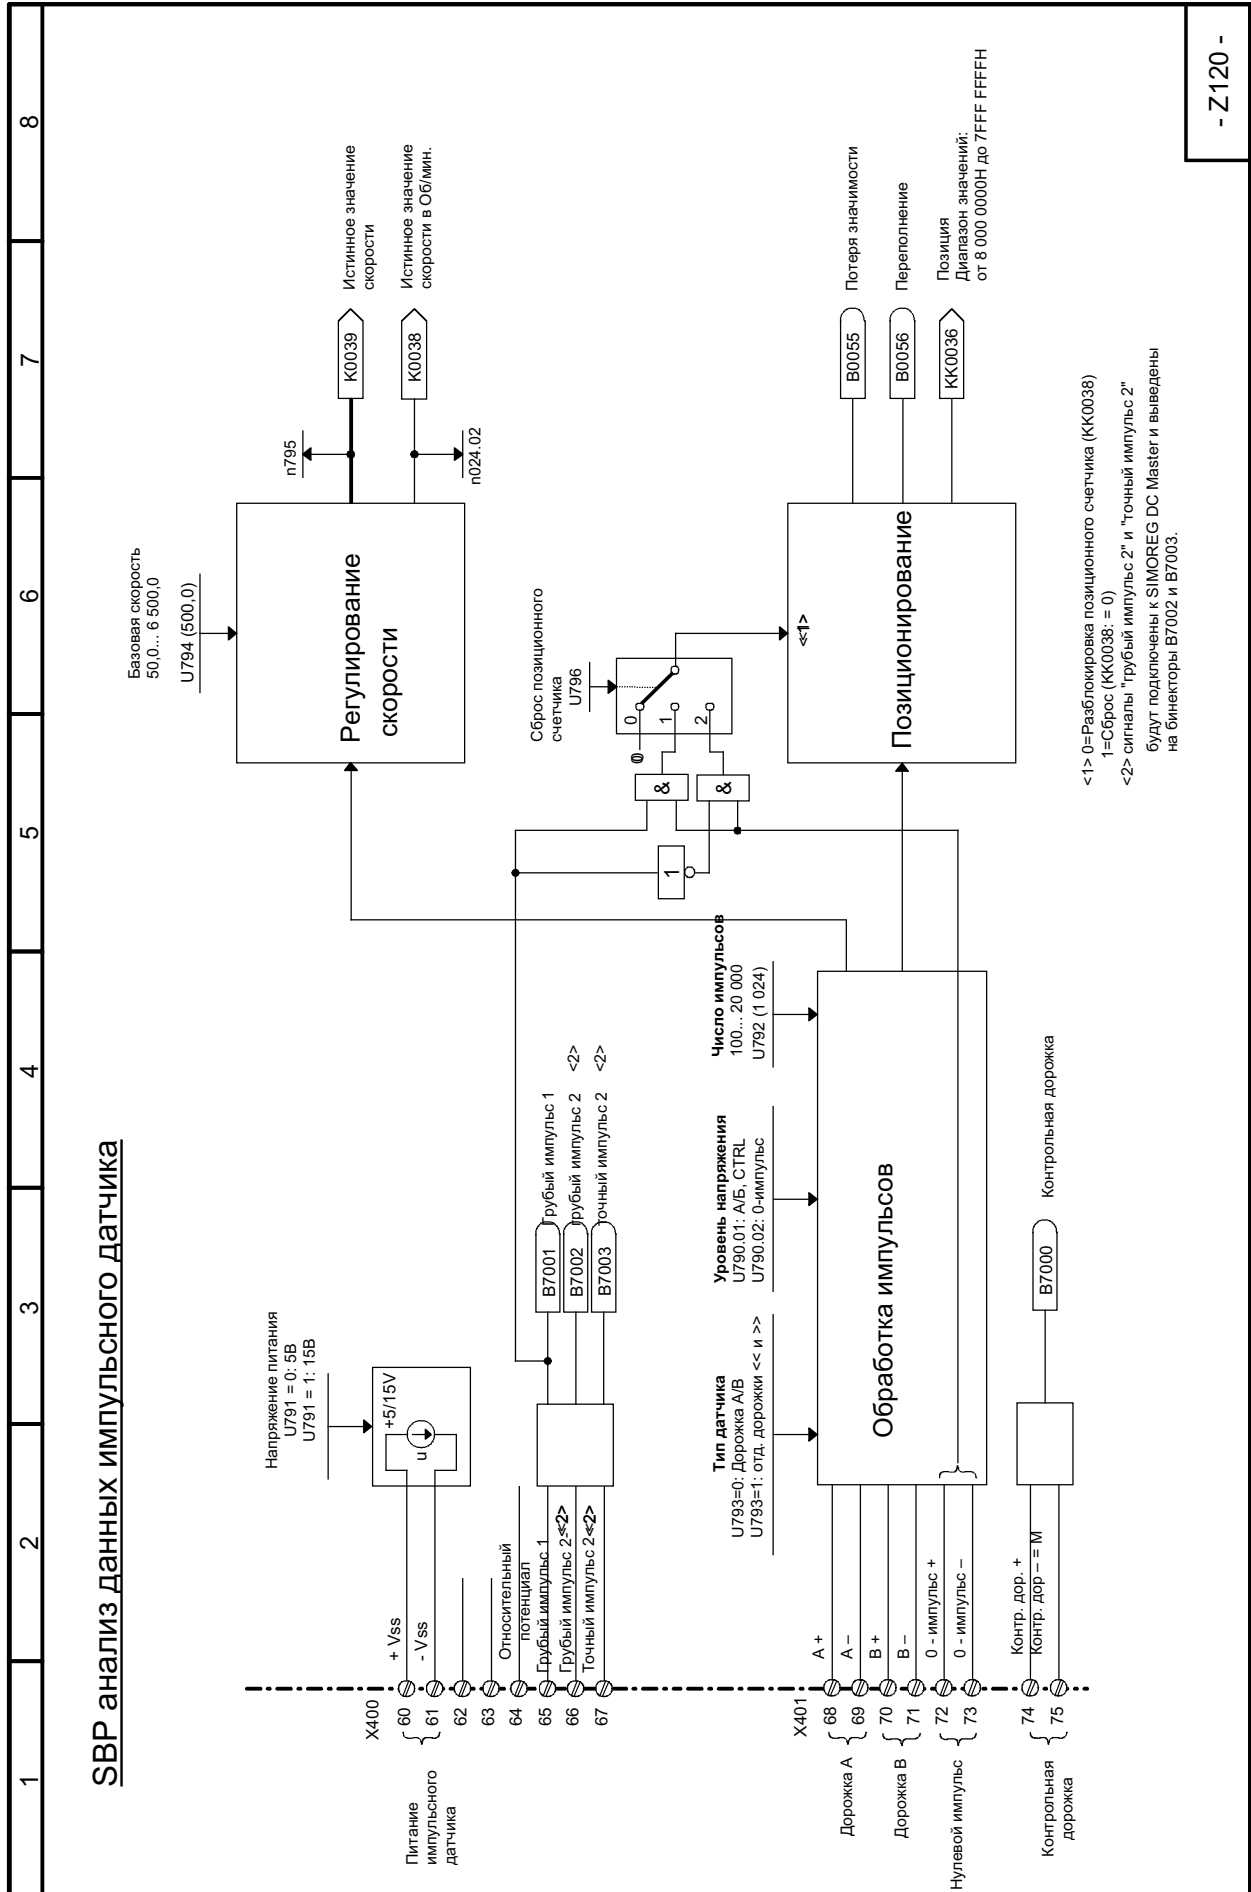 1
2
3
4
5
6
7
8
SBP анализ данных импульсного датчика
Питание
импульсного
датчика
X400
60
61
62
63
64
65
66
67
+ Vss
- Vss
Относительный
потенциал
Грубый импульс 1
Грубый импульс 2 <2>
Точный импульс 2 <2>
Напряжение питания
U791 = 0: 5В
U791 = 1: 15В
+5/15V
u
B7001
B7002
B7003
Грубый импульс 1
грубый импульс 2 <2>
точный импульс 2 <2>
Базовая скорость
50,0... 6 500,0
U794 (500,0)
Регулирование
скорости
n795
n024.02
K0039
K0038
Истинное значение
скорости
Истинное значение
скорости в Об/мин.
Сброс позиционного
счетчика
U796
0
0
1
2
&
&
1
<1>
Позиционирование
B0055
B0056
KK0036
Потеря значимости
Переполнение
Позиция
Диапазон значений:
от 8 000 0000H до 7FFF FFFFH
X401
68
69
70
71
72
73
74
75
Дорожка A
Дорожка B
Нулевой импульс
Контрольная
дорожка
A +
A –
B +
B –
0 - импульс +
0 - импульс –
Контр. дор. +
Контр. дор – = M
Тип датчика
U793=0: Дорожка A/B
U793=1: отд. дорожки << и >>
Уровень напряжения
U790.01: А/Б, CTRL
U790.02: 0-импульс
Число импульсов
100... 20 000
U792 (1 024)
Обработка импульсов
B7000
Контрольная дорожка
<1> 0=Разблокировка позиционного счетчика (KK0038)
1=Сброс (KK0038: = 0)
<2> сигналы "грубый импульс 2" и "точный импульс 2"
будут подключены к SIMOREG DC Master и выведены
на бинекторы B7002 и B7003.
- Z120 -